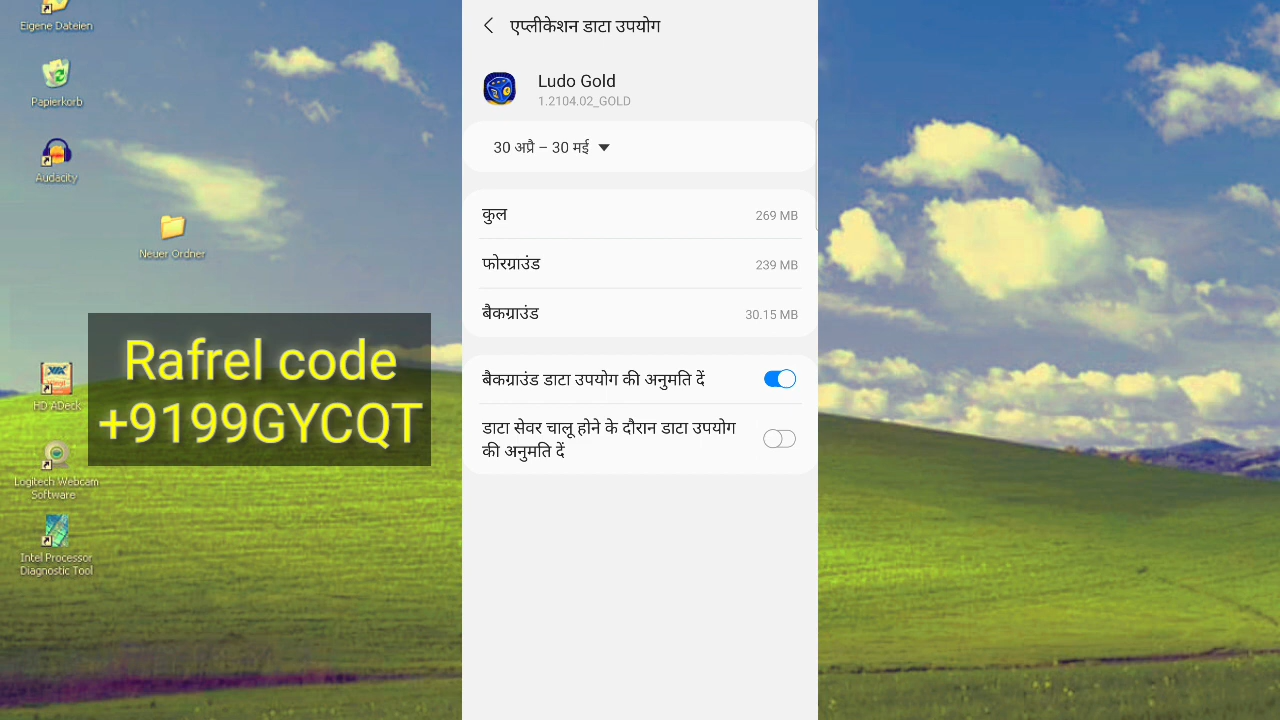 Eigene Dateien
Papierkorb
Audacity
Neuer Ordner
HD ADeck
Logitech Webcam
Software
Intel Processor
Diagnostic Tool
Rafrel code
+9199GYCQT
एप्लीकेशन डाटा उपयोग
Ludo Gold
1.2104.02_GOLD
30 अप्रै – 30 मई
कुल 269 MB
फोरग्राउंड 239 MB
बैकग्राउंड 30.15 MB
बैकग्राउंड डाटा उपयोग की अनुमति दें
डाटा सेवर चालू होने के दौरान डाटा उपयोग
की अनुमति दें